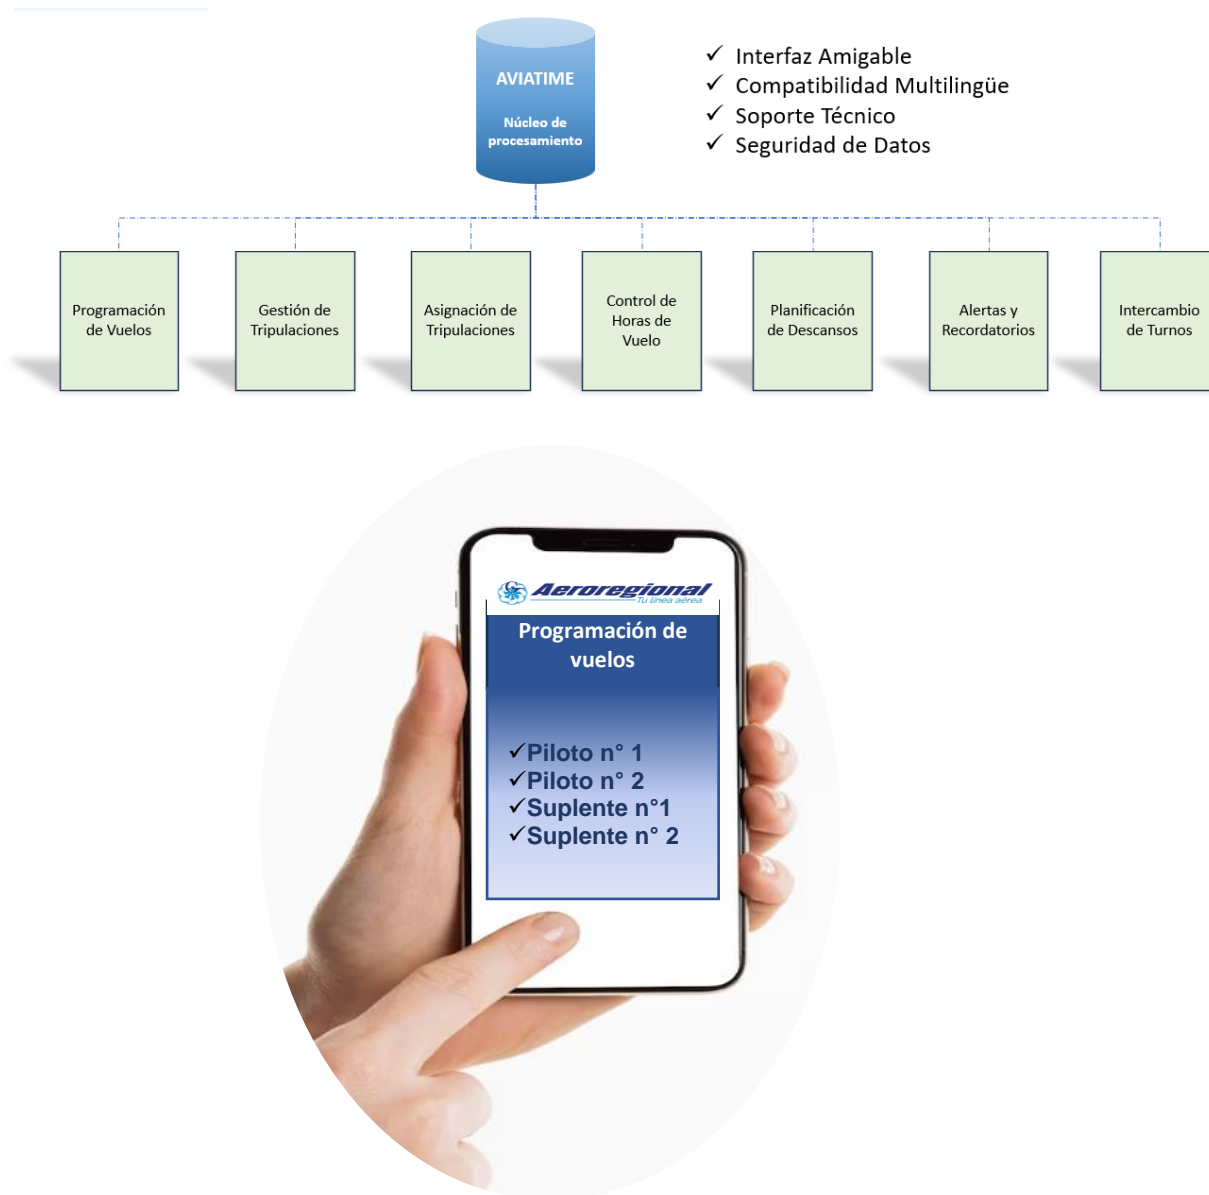 AVIATIME
Núcleo de
procesamiento
✓ Interfaz Amigable
✓ Compatibilidad Multilingüe
✓ Soporte Técnico
✓ Seguridad de Datos
Programación
de Vuelos
Gestión de
Tripulaciones
Asignación de
Tripulaciones
Control de
Horas de
Vuelo
Planificación
de Descansos
Alertas y
Recordatorios
Intercambio
de Turnos
Aeroregional
Tu línea aérea
Programación de
vuelos
✓Piloto n° 1
✓Piloto n° 2
✓Suplente n°1
✓Suplente n° 2